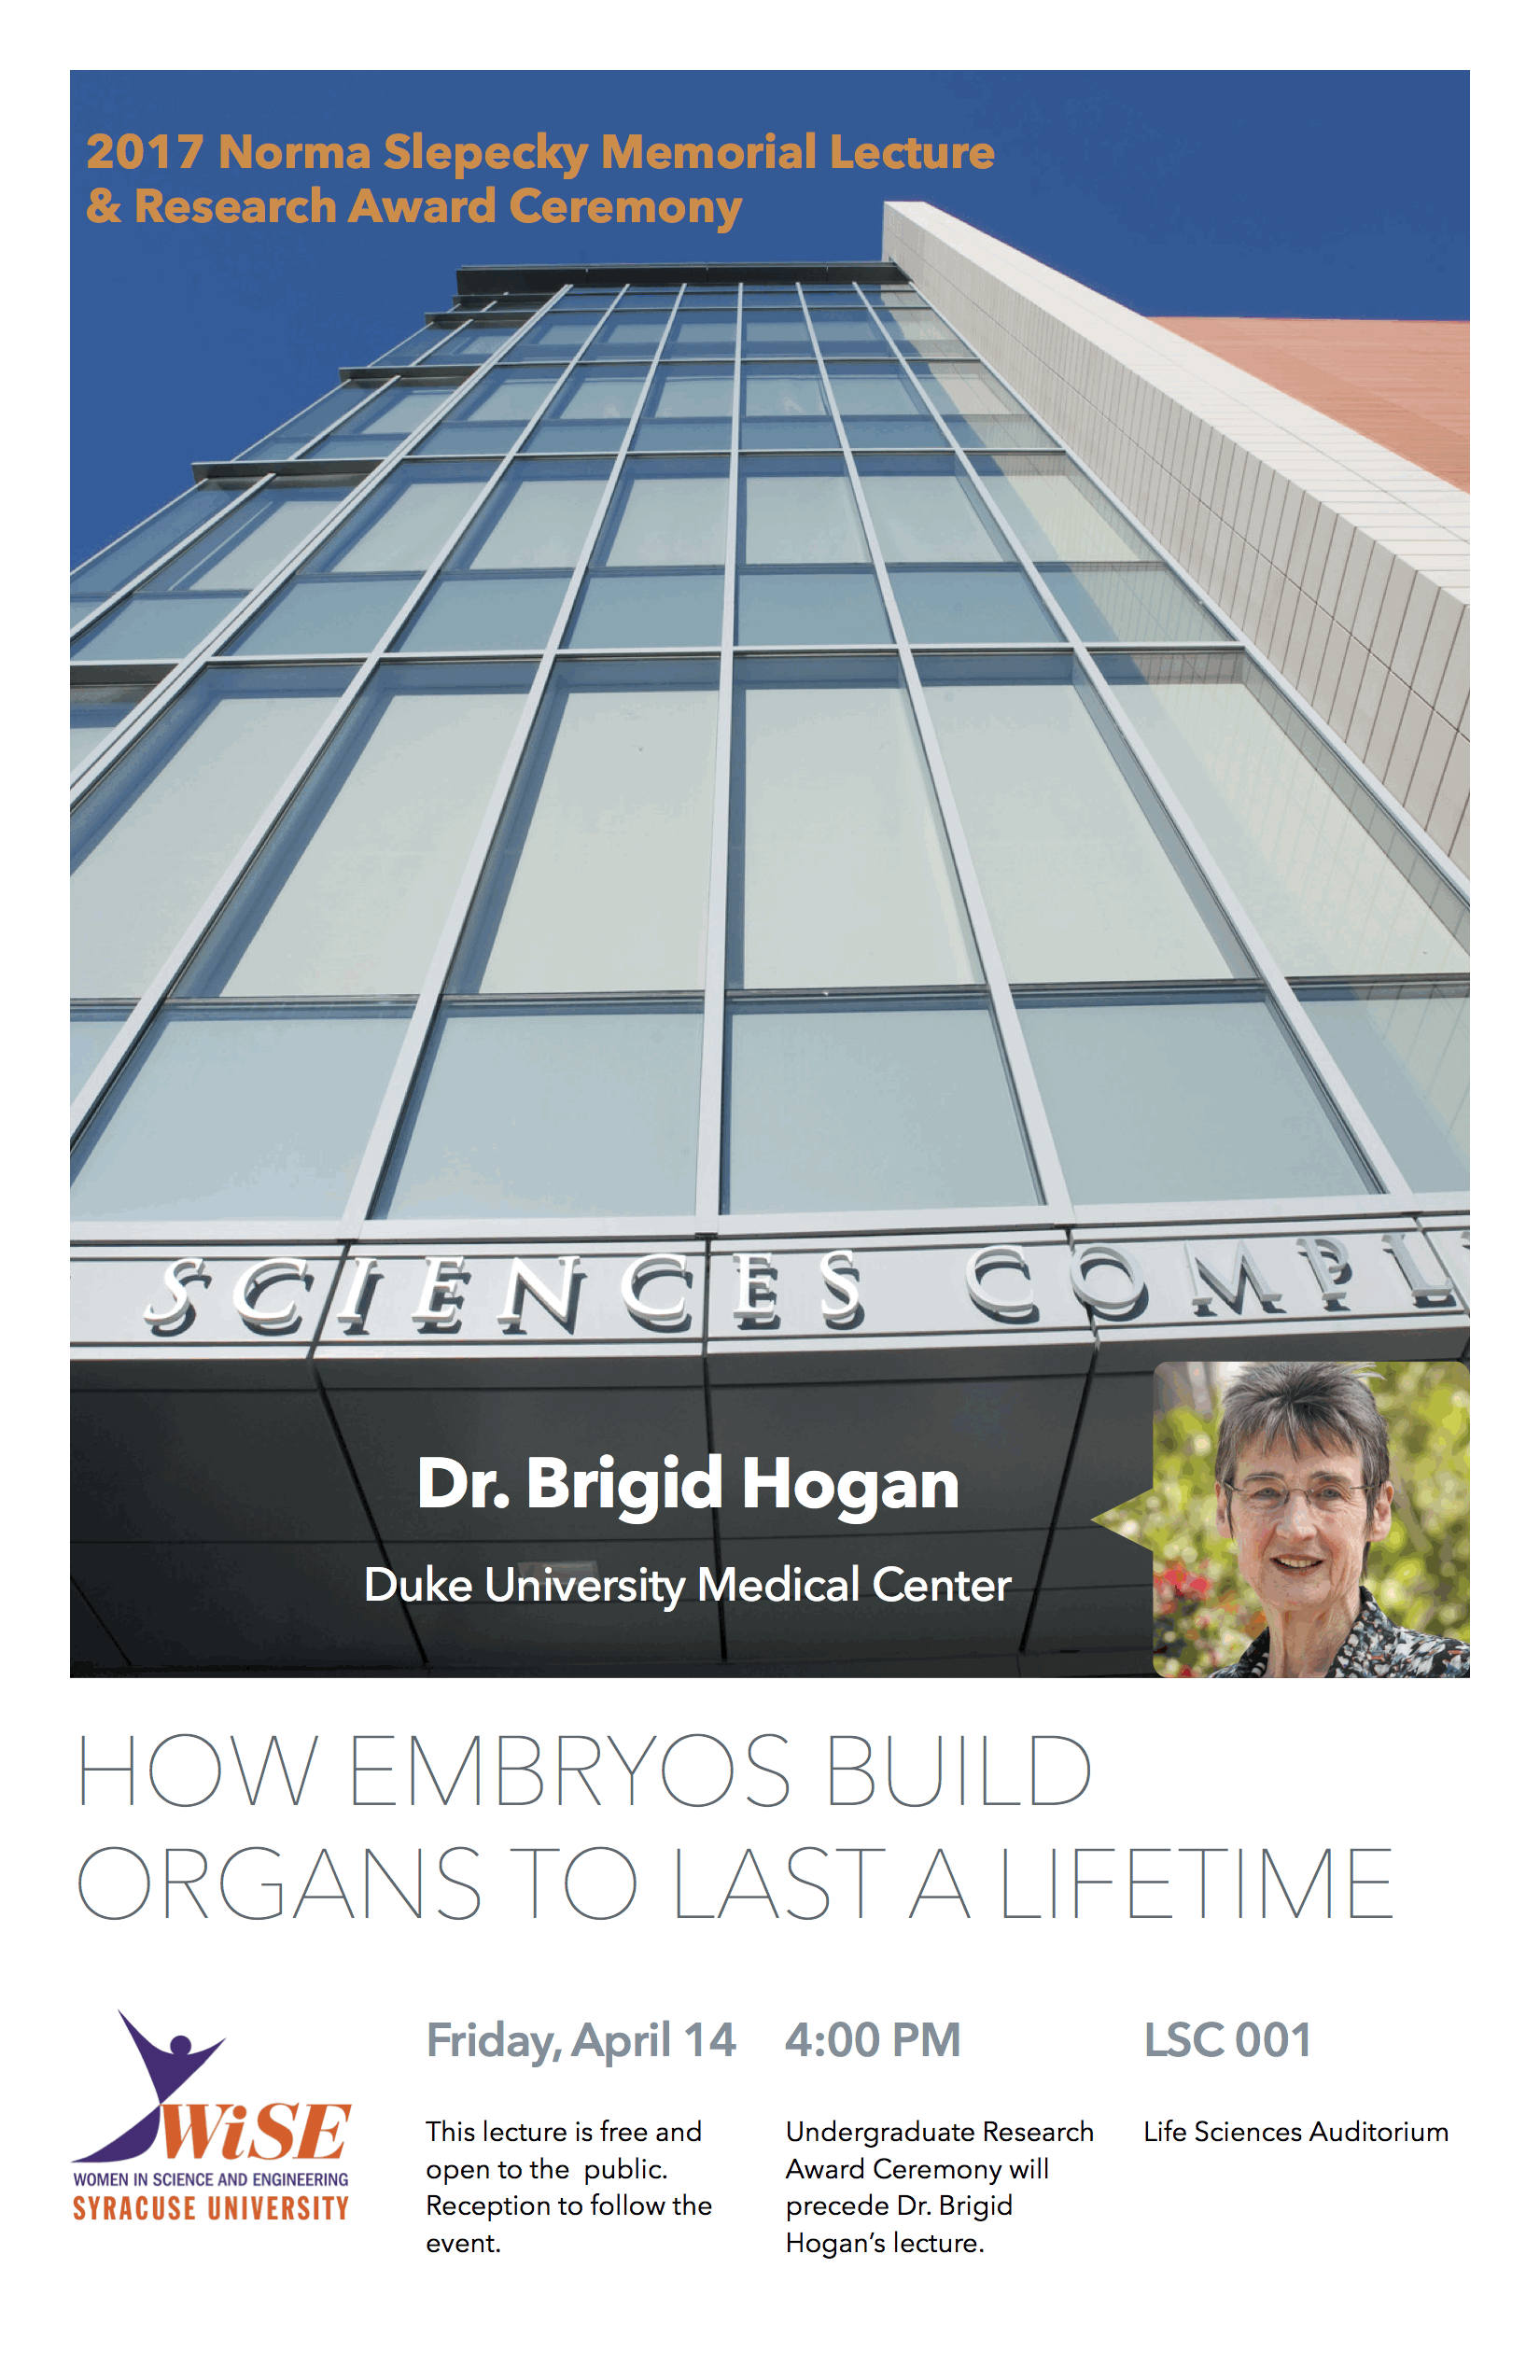 2017 Norma Slepecky Memorial Lecture
& Research Award Ceremony
SCIENCES COMPL
Dr. Brigid Hogan
Duke University Medical Center
HOW EMBRYOS BUILD
ORGANS TO LAST A LIFETIME
WiSE
WOMEN IN SCIENCE AND ENGINEERING
SYRACUSE UNIVERSITY
Friday, April 14
This lecture is free and
open to the public.
Reception to follow the
event.
4:00 PM
Undergraduate Research
Award Ceremony will
precede Dr. Brigid
Hogan’s lecture.
LSC 001
Life Sciences Auditorium